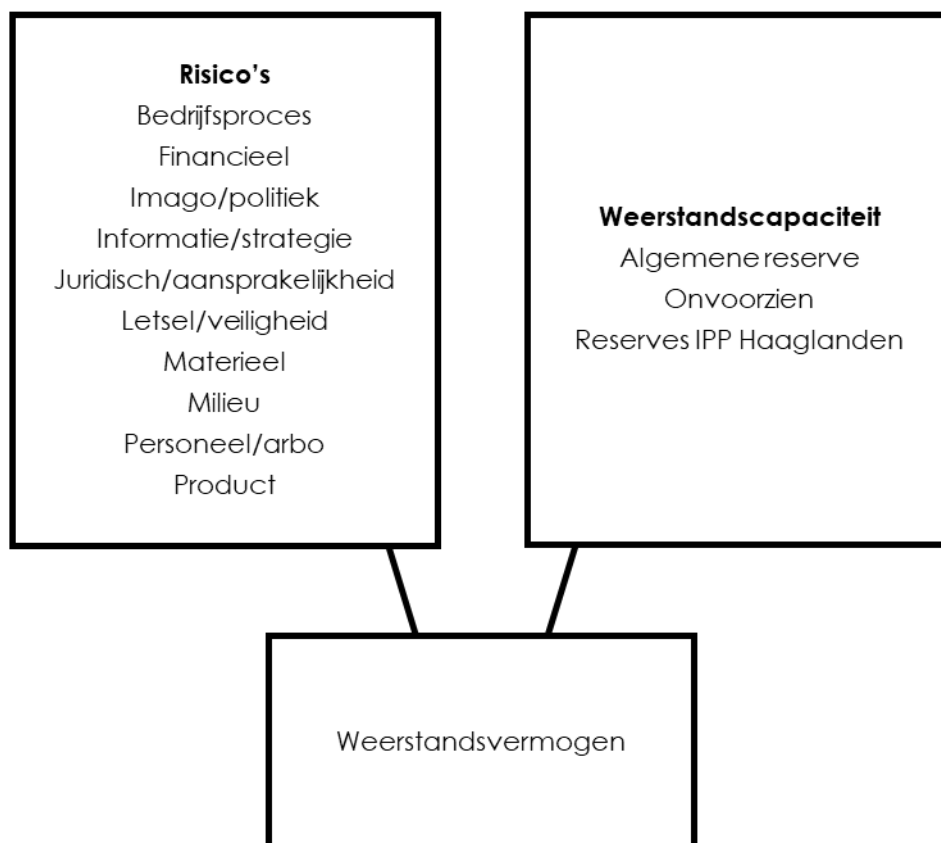 Risico’s
Bedrijfsproces
Financieel
Imago/politiek
Informatie/strategie
Juridisch/aansprakelijkheid
Letsel/veiligheid
Materieel
Milieu
Personeel/arbo
Product
Weerstandscapaciteit
Algemene reserve
Onvoorzien
Reserves IPP Haaglanden
Weerstandsvermogen